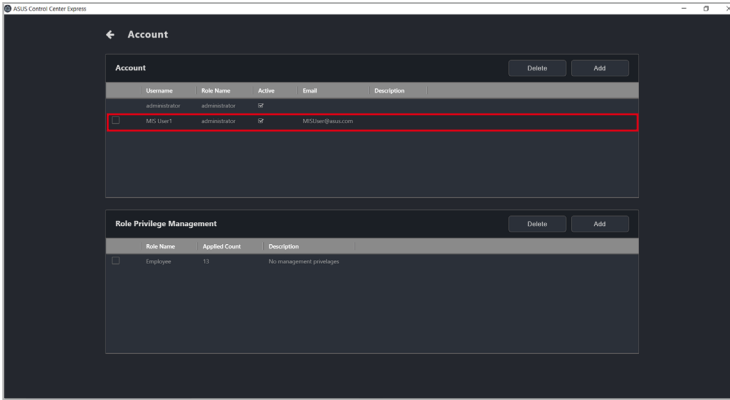 ASUS Control Center Express
Account
Account Delete Add
Username Role Name Active Email Description
administrator administrator
MIS User1 administrator MISUser@asus.com
Role Privilege Management Delete Add
Role Name Applied Count Description
Employee 13 No management privelages